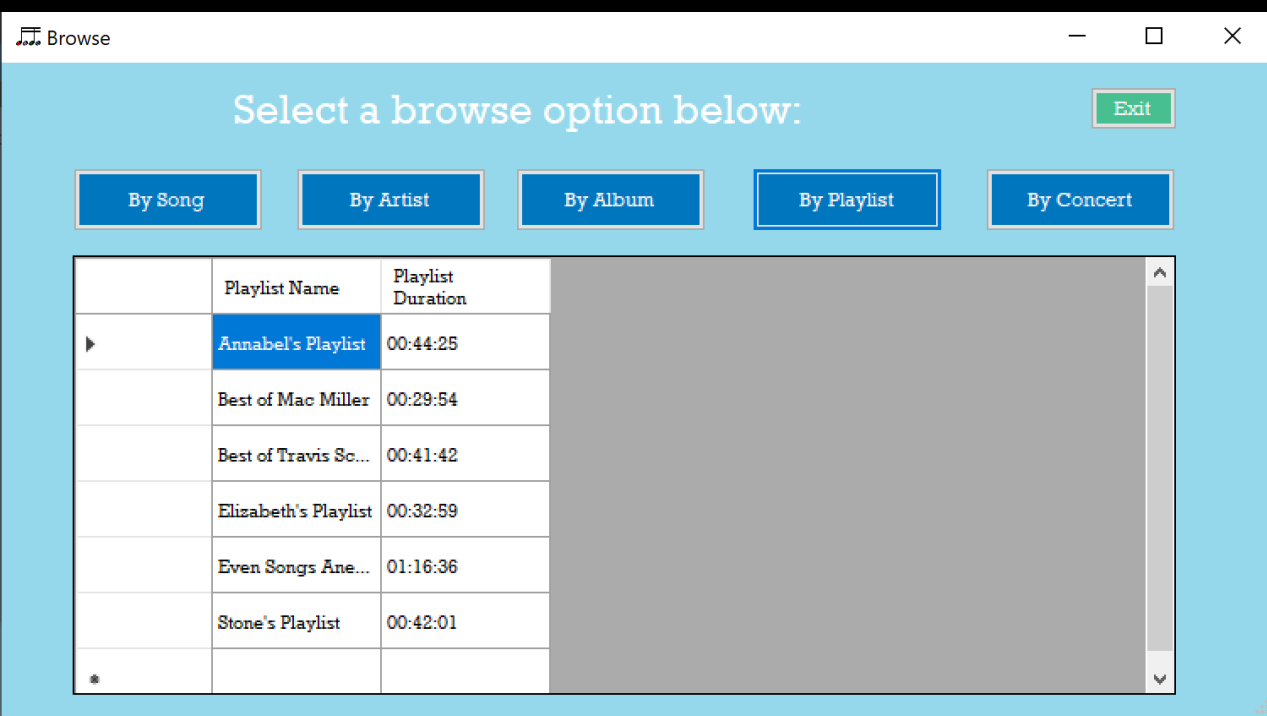 Browse
Select a browse option below:
Exit
By Song
By Artist
By Album
By Playlist
By Concert
Playlist Name
Playlist
Duration
Annabel's Playlist 00:44:25
Best of Mac Miller 00:29:54
Best of Travis Sc... 00:41:42
Elizabeth's Playlist 00:32:59
Even Songs Ane... 01:16:36
Stone's Playlist 00:42:01